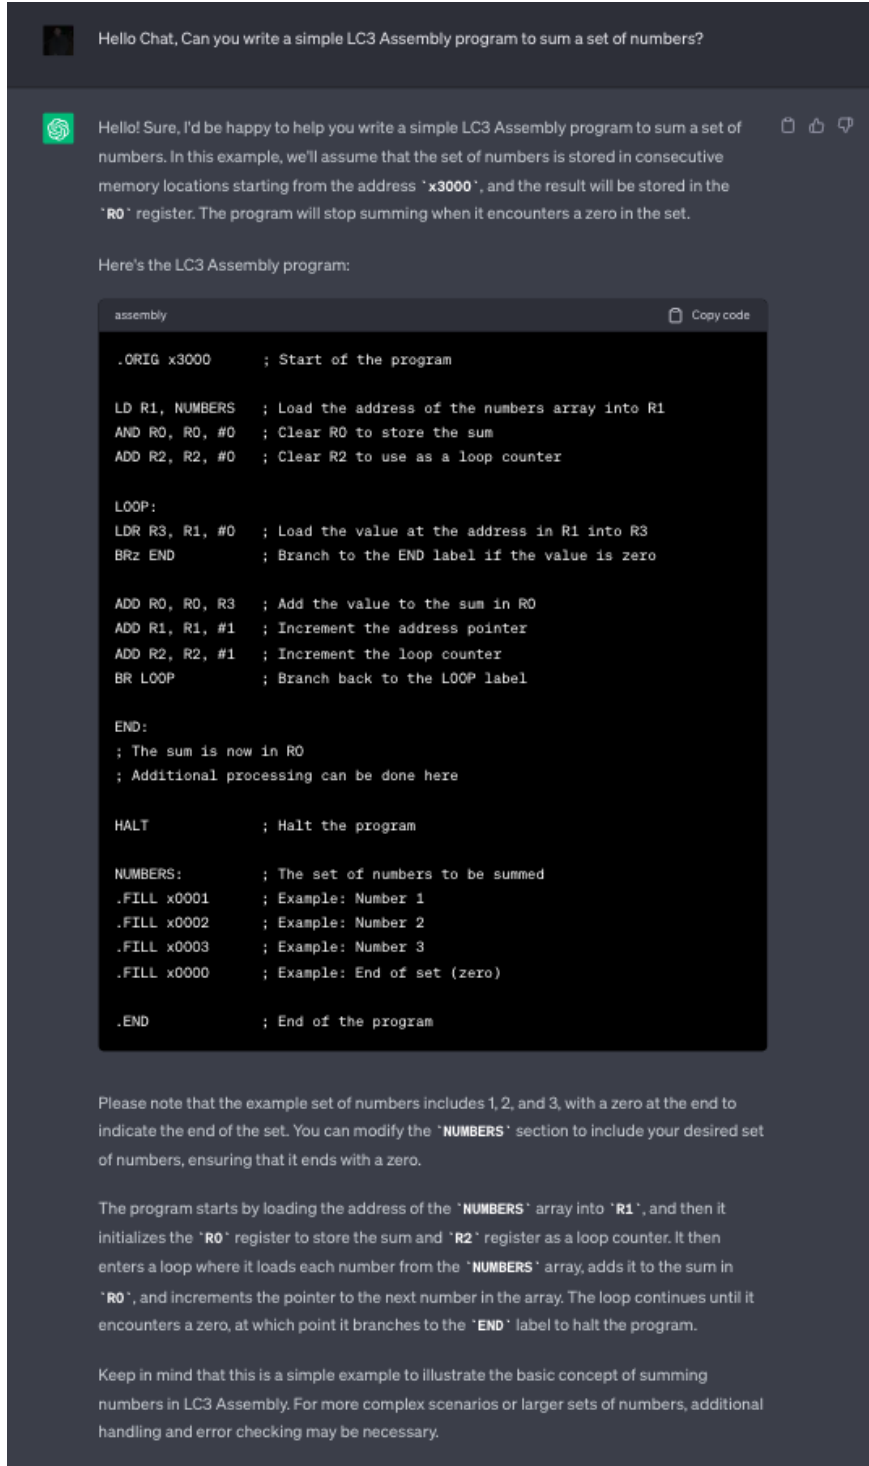 Hello Chat, Can you write a simple LC3 Assembly program to sum a set of numbers?
Hello! Sure, I'd be happy to help you write a simple LC3 Assembly program to sum a set of
numbers. In this example, we'll assume that the set of numbers is stored in consecutive
memory locations starting from the address `x3000`, and the result will be stored in the
`R0` register. The program will stop summing when it encounters a zero in the set.
Here's the LC3 Assembly program:
assembly Copy code
.ORIG x3000 ; Start of the program
LD R1, NUMBERS ; Load the address of the numbers array into R1
AND R0, R0, #0 ; Clear R0 to store the sum
ADD R2, R2, #0 ; Clear R2 to use as a loop counter
LOOP:
LDR R3, R1, #0 ; Load the value at the address in R1 into R3
BRz END ; Branch to the END label if the value is zero
ADD R0, R0, R3 ; Add the value to the sum in R0
ADD R1, R1, #1 ; Increment the address pointer
ADD R2, R2, #1 ; Increment the loop counter
BR LOOP ; Branch back to the LOOP label
END:
; The sum is now in R0
; Additional processing can be done here
HALT ; Halt the program
NUMBERS: ; The set of numbers to be summed
.FILL x0001 ; Example: Number 1
.FILL x0002 ; Example: Number 2
.FILL x0003 ; Example: Number 3
.FILL x0000 ; Example: End of set (zero)
.END ; End of the program
Please note that the example set of numbers includes 1, 2, and 3, with a zero at the end to
indicate the end of the set. You can modify the `NUMBERS` section to include your desired set
of numbers, ensuring that it ends with a zero.
The program starts by loading the address of the `NUMBERS` array into `R1`, and then it
initializes the `R0` register to store the sum and `R2` register as a loop counter. It then
enters a loop where it loads each number from the `NUMBERS` array, adds it to the sum in
`R0`, and increments the pointer to the next number in the array. The loop continues until it
encounters a zero, at which point it branches to the `END` label to halt the program.
Keep in mind that this is a simple example to illustrate the basic concept of summing
numbers in LC3 Assembly. For more complex scenarios or larger sets of numbers, additional
handling and error checking may be necessary.